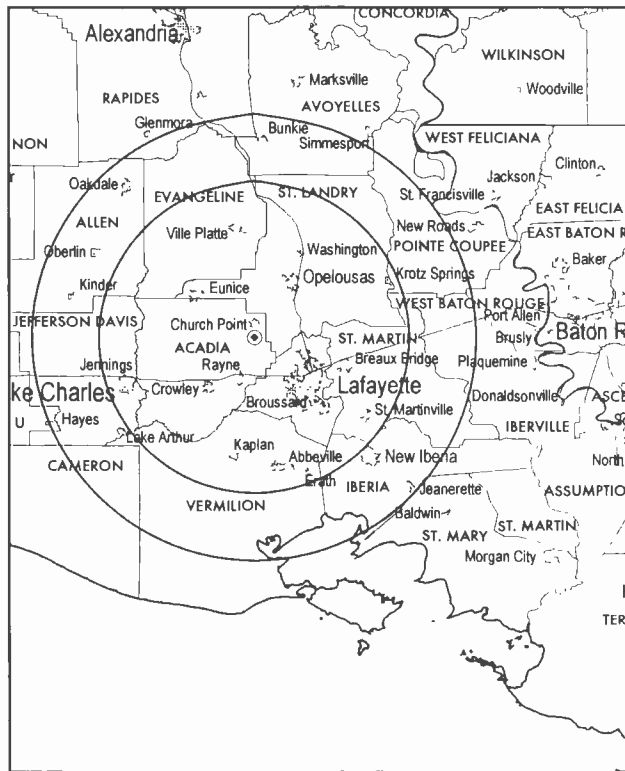 CONCORDIA
Alexandria
WILKINSON
Marksville
Woodville
RAPIDES
AVOYELLES
Glenmora
Bunkie
Simmesport
WEST FELICIANA
NON
Jackson
Clinton
Oakdale
EVANGELINE
ST. LANDRY
St. Francisville
EAST FELICIA
ALLEN
Ville Platte
New Roads
EAST BATON R
Oberlin
Washington
POINTE COUPEE
Baker
Opelousas
Krotz Springs
Kinder
Eunice
WEST BATON ROUGE
Port Allen
JEFFERSON DAVIS
Church Point
ST. MARTIN
Baton R
Brusly
ACADIA
Breaux Bridge
Plaquemine
Jennings
Rayne
ke Charles
Crowley
Lafayette
Donaldsonville
ASCE
Broussard
St. Martinville
U
Hayes
IBERVILLE
Lake Arthur
Kaplan
Abbeville
New Iberia
North
CAMERON
Erath
IBERIA
Jeanerette
ASSUMPTIO
VERMILION
Baldwin
ST. MARTIN
ST. MARY
Morgan City
TER